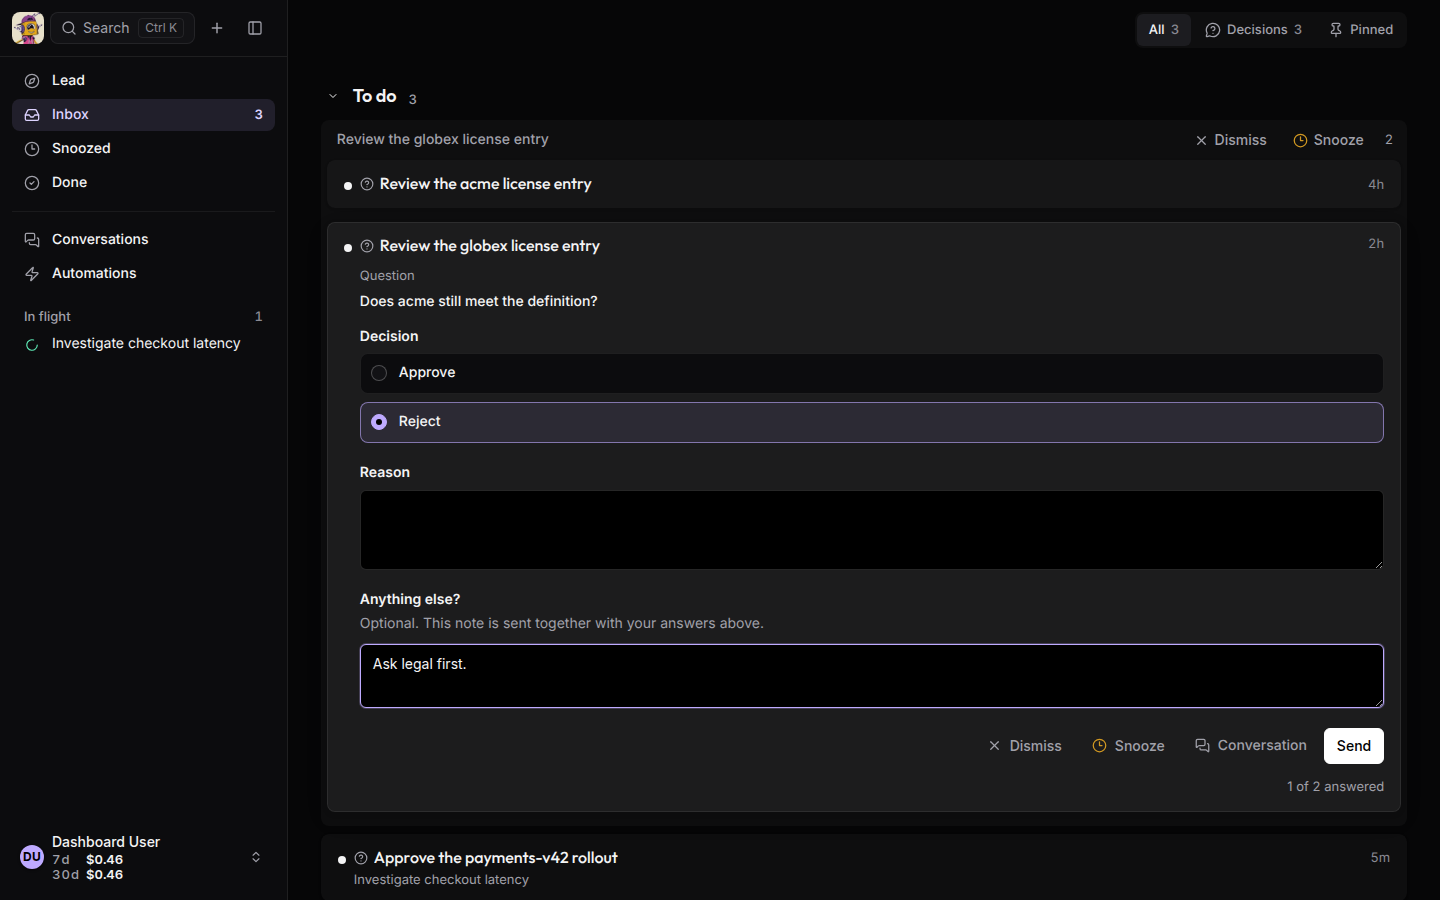 Search Ctrl K
Lead
Inbox 3
Snoozed
Done
Conversations
Automations
In flight 1
Investigate checkout latency
DU
Dashboard User
7d $0.46
30d $0.46
All 3
Decisions 3
Pinned
To do 3
Review the globex license entry
Dismiss
Snooze
2
Review the acme license entry 4h
Review the globex license entry 2h
Question
Does acme still meet the definition?
Decision
Approve
Reject
Reason
Anything else?
Optional. This note is sent together with your answers above.
Ask legal first.
Dismiss
Snooze
Conversation
Send
1 of 2 answered
Approve the payments-v42 rollout 5m
Investigate checkout latency